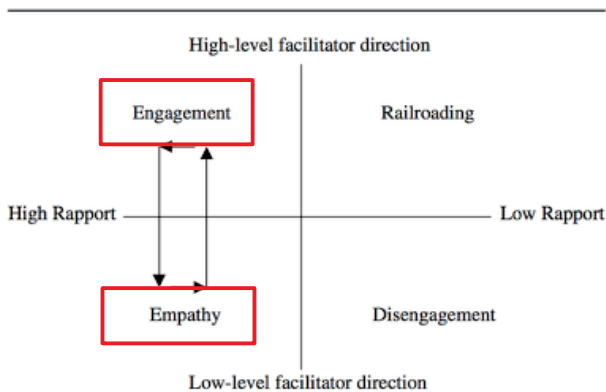 High-level facilitator direction
Engagement
Railroading
High Rapport
Low Rapport
Empathy
Disengagement
Low-level facilitator direction